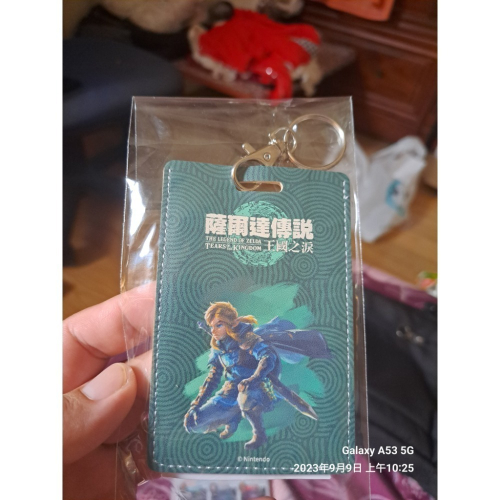 薩爾達傳説
THE LEGEND OF ZELDA
TEARS OF THE KINGDOM 王國之淚
© Nintendo
Galaxy A53 5G
2023年9月9日 上午10:25